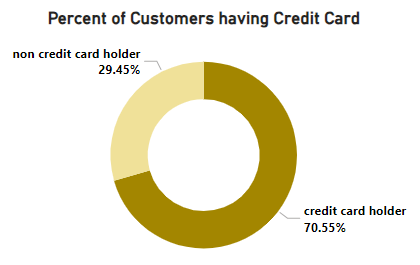 Percent of Customers having Credit Card
non credit card holder
29.45%
credit card holder
70.55%